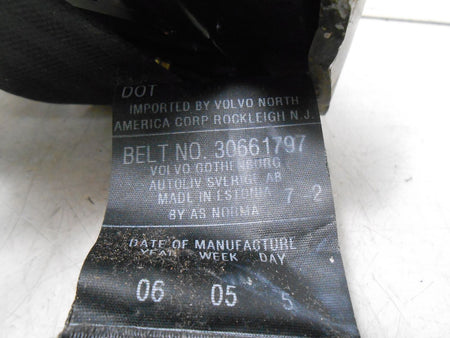 DOT
IMPORTED BY VOLVO NORTH
AMERICA CORP ROCKLEIGH N.J.
BELT NO. 30661797
VOLVO GOTHENBURG
AUTOLIV SVERIGE AB
MADE IN ESTONIA 7-2
BY AS NORMA
DATE OF MANUFACTURE
YEAR WEEK DAY
06 05 5